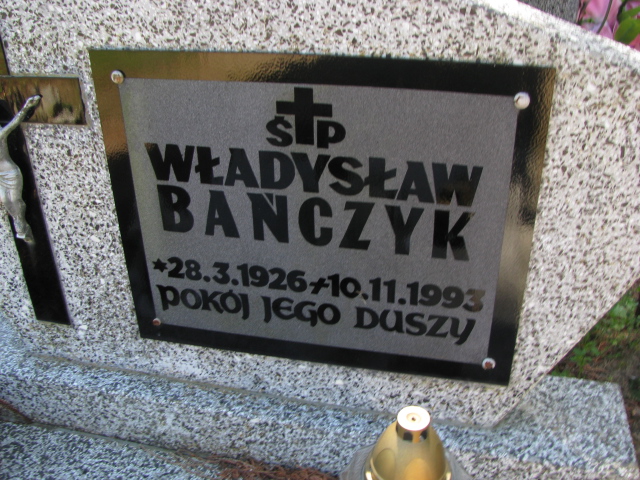 ŚP
WŁADYSŁAW
BAŃCZYK
*28.3.1926 +10.11.1993
POKÓJ JEGO DUSZY